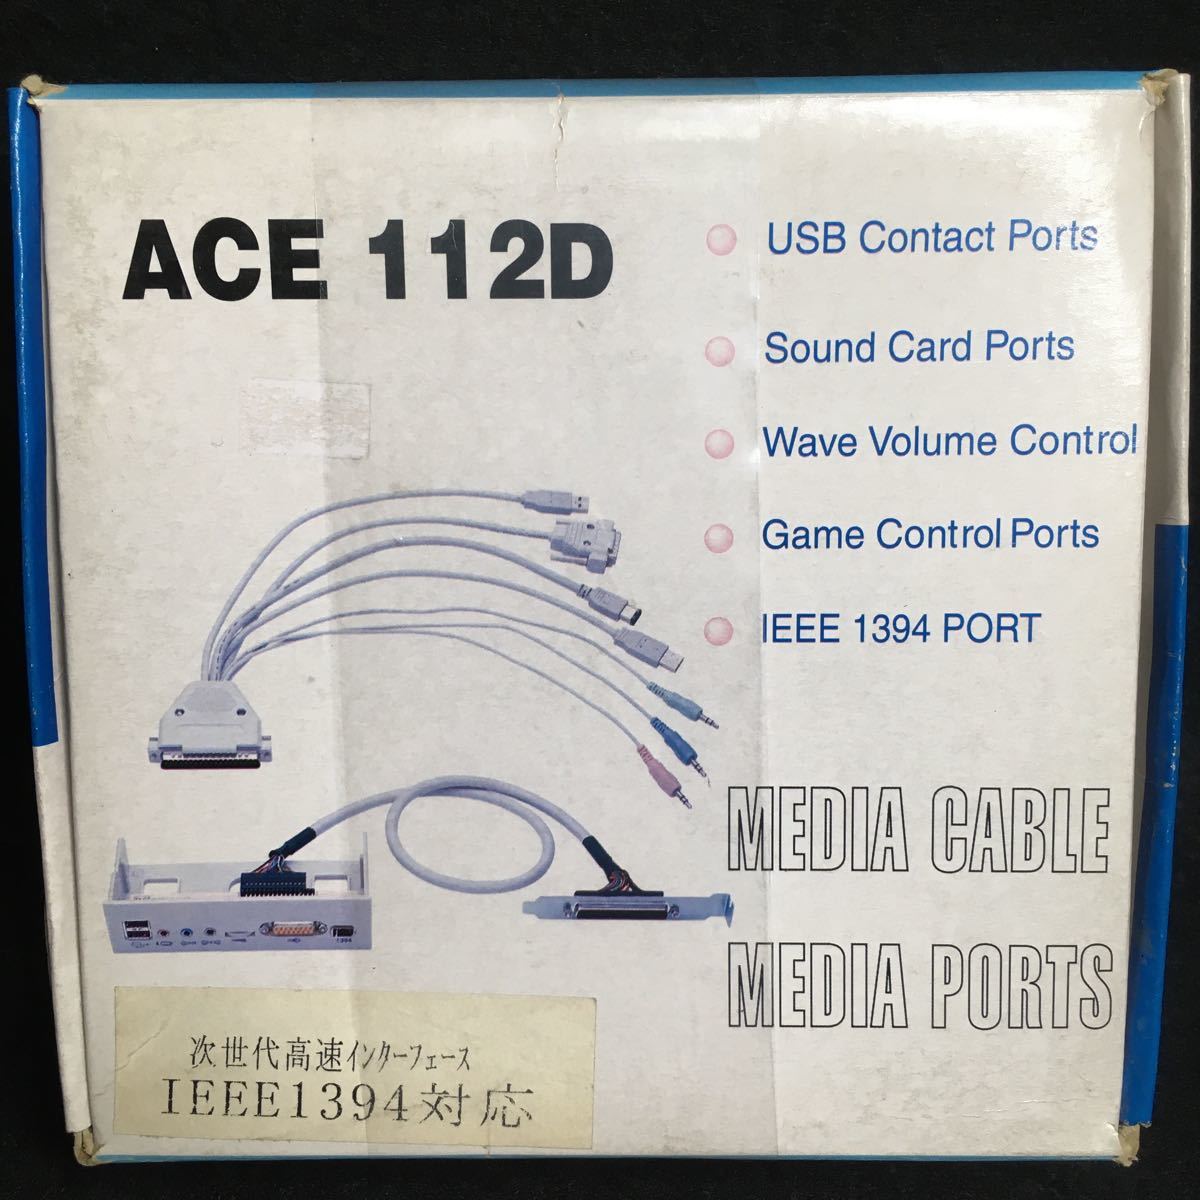 ACE 112D
USB Contact Ports
Sound Card Ports
Wave Volume Control
Game Control Ports
IEEE 1394 PORT
MEDIA CABLE
MEDIA PORTS
1394
次世代高速インターフェース
IEEE1394対応